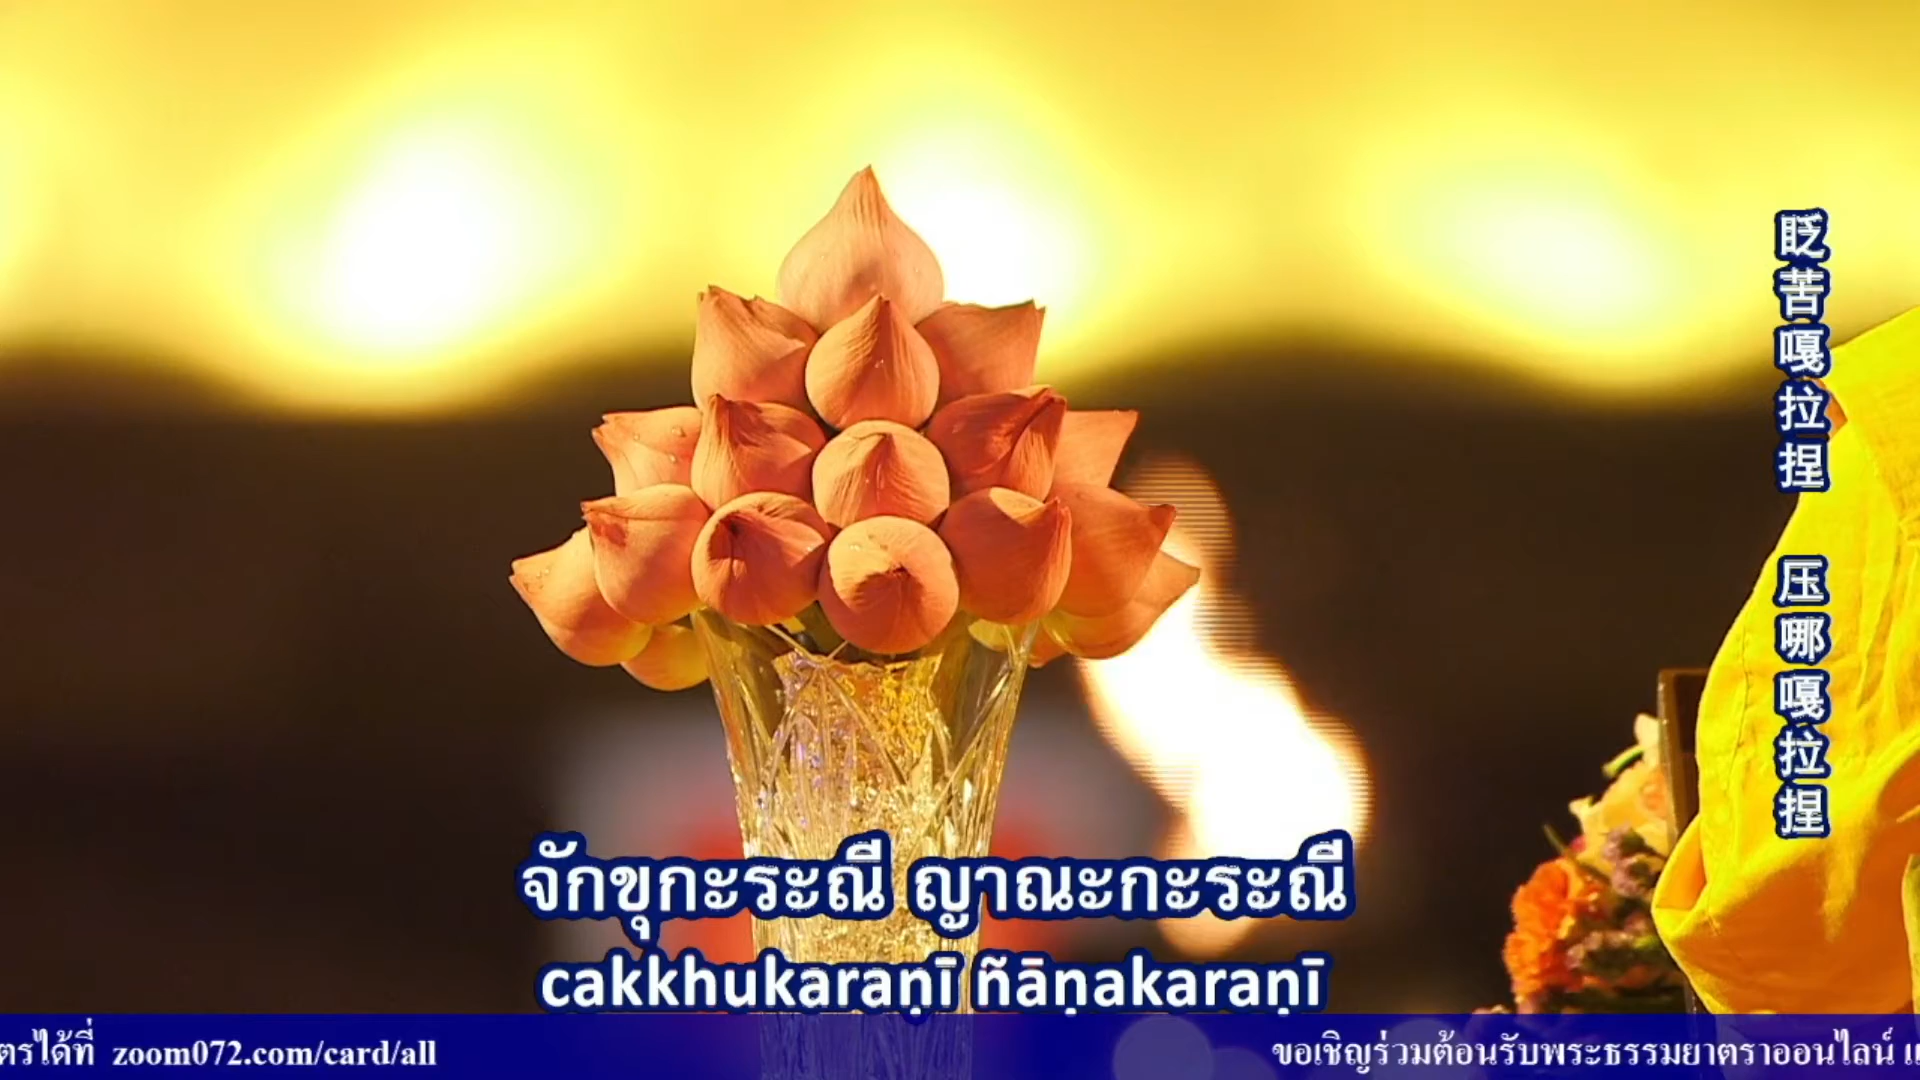 眨苦嘎拉捏 压哪嘎拉捏
จักขุกะระณี ญาณะกะระณี
cakkhukaraṇī ñāṇakaraṇī
ตรได้ที่ zoom072.com/card/all
ขอเชิญร่วมต้อนรับพระธรรมยาตราออนไลน์